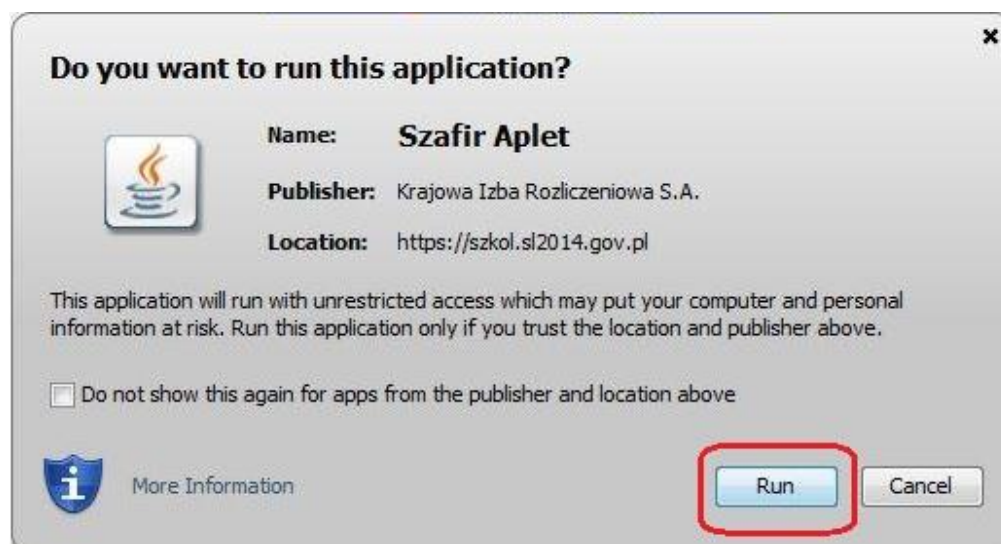 Do you want to run this application?
Name: Szafir Aplet
Publisher: Krajowa Izba Rozliczeniowa S.A.
Location: https://szkol.sl2014.gov.pl
This application will run with unrestricted access which may put your computer and personal
information at risk. Run this application only if you trust the location and publisher above.
Do not show this again for apps from the publisher and location above
More Information
Run
Cancel